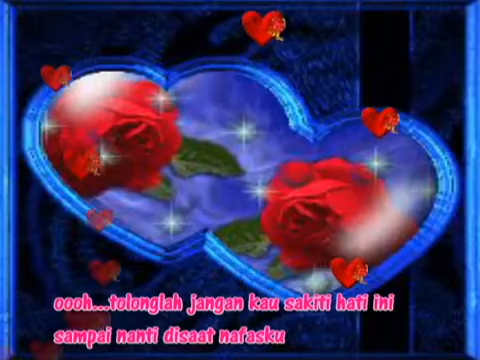 oooh...tolonglah jangan kau sakiti hati ini
sampai nanti disaat nafasku